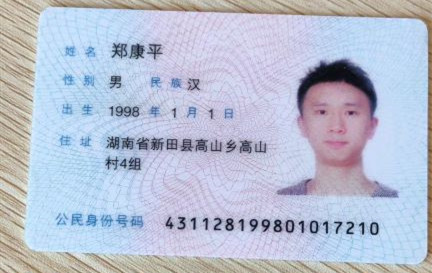 姓名 郑康平
性别 男 民族 汉
出生 1998 年 1 月 1 日
住址 湖南省新田县高山乡高山
村4组
公民身份号码 431128199801017210